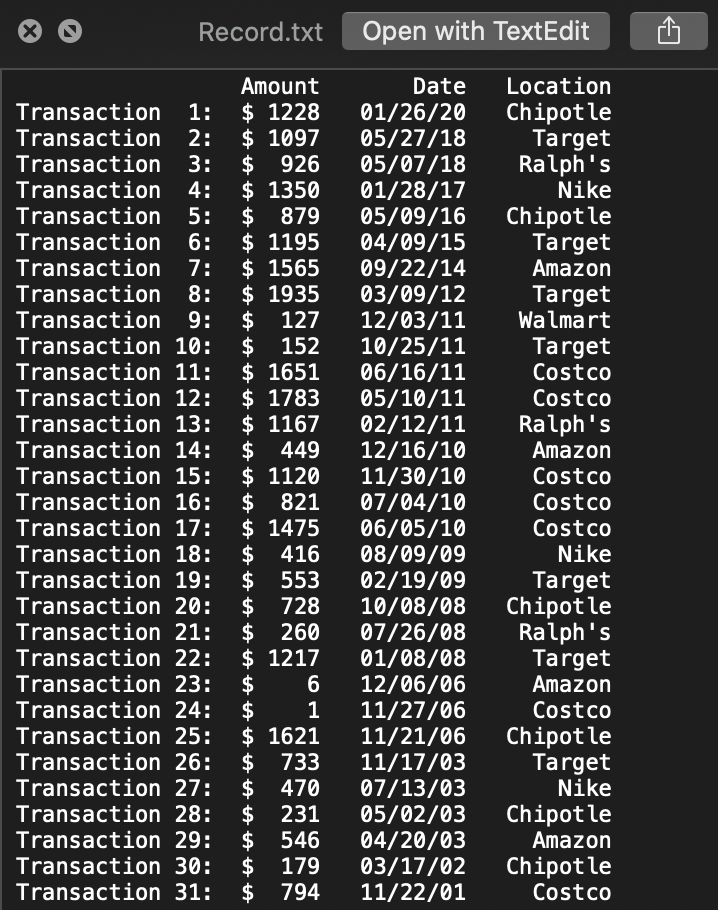 Record.txt Open with TextEdit
Amount Date Location
Transaction 1: $ 1228 01/26/20 Chipotle
Transaction 2: $ 1097 05/27/18 Target
Transaction 3: $ 926 05/07/18 Ralph's
Transaction 4: $ 1350 01/28/17 Nike
Transaction 5: $ 879 05/09/16 Chipotle
Transaction 6: $ 1195 04/09/15 Target
Transaction 7: $ 1565 09/22/14 Amazon
Transaction 8: $ 1935 03/09/12 Target
Transaction 9: $ 127 12/03/11 Walmart
Transaction 10: $ 152 10/25/11 Target
Transaction 11: $ 1651 06/16/11 Costco
Transaction 12: $ 1783 05/10/11 Costco
Transaction 13: $ 1167 02/12/11 Ralph's
Transaction 14: $ 449 12/16/10 Amazon
Transaction 15: $ 1120 11/30/10 Costco
Transaction 16: $ 821 07/04/10 Costco
Transaction 17: $ 1475 06/05/10 Costco
Transaction 18: $ 416 08/09/09 Nike
Transaction 19: $ 553 02/19/09 Target
Transaction 20: $ 728 10/08/08 Chipotle
Transaction 21: $ 260 07/26/08 Ralph's
Transaction 22: $ 1217 01/08/08 Target
Transaction 23: $ 6 12/06/06 Amazon
Transaction 24: $ 1 11/27/06 Costco
Transaction 25: $ 1621 11/21/06 Chipotle
Transaction 26: $ 733 11/17/03 Target
Transaction 27: $ 470 07/13/03 Nike
Transaction 28: $ 231 05/02/03 Chipotle
Transaction 29: $ 546 04/20/03 Amazon
Transaction 30: $ 179 03/17/02 Chipotle
Transaction 31: $ 794 11/22/01 Costco